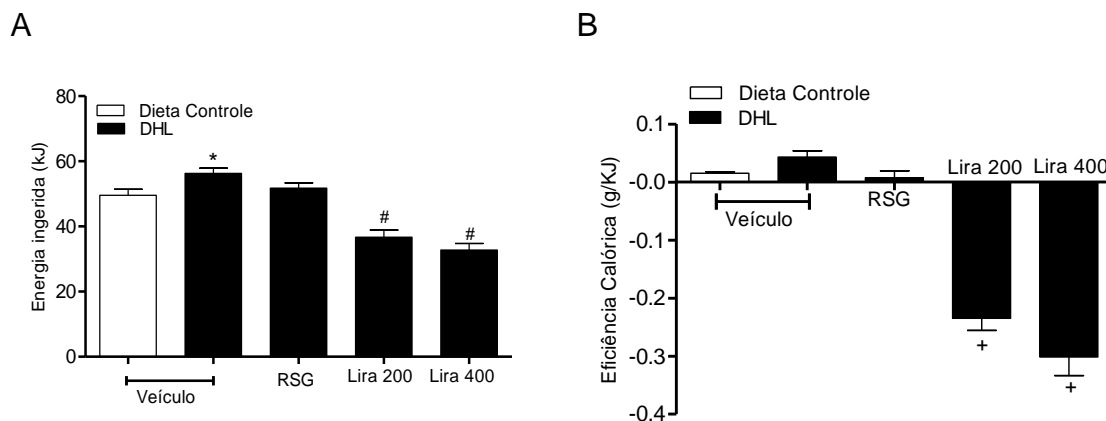 A
Dieta Controle
DHL
Energia ingerida (kJ)
80
60
40
20
0
*
#
#
Veículo
RSG
Lira 200
Lira 400
B
Dieta Controle
DHL
Eficiência Calórica (g/KJ)
0.1
-0.0
-0.1
-0.2
-0.3
-0.4
Veículo
RSG
Lira 200
Lira 400
+
+